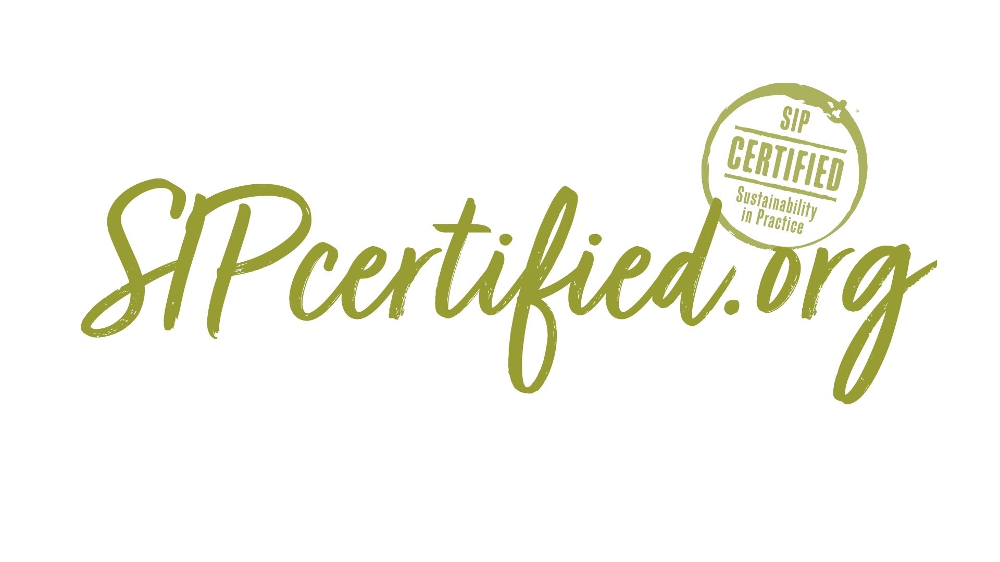 SIP
CERTIFIED
Sustainability
in Practice
®
SIPcertified.org